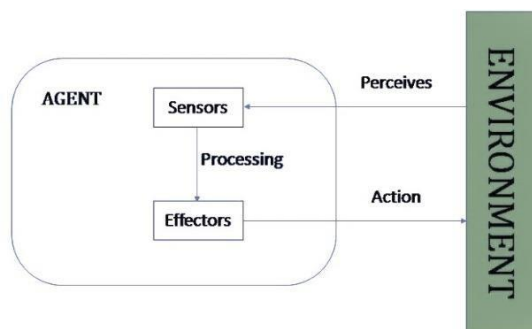 AGENT
Sensors
Perceives
Processing
Effectors
Action
ENVIRONMENT